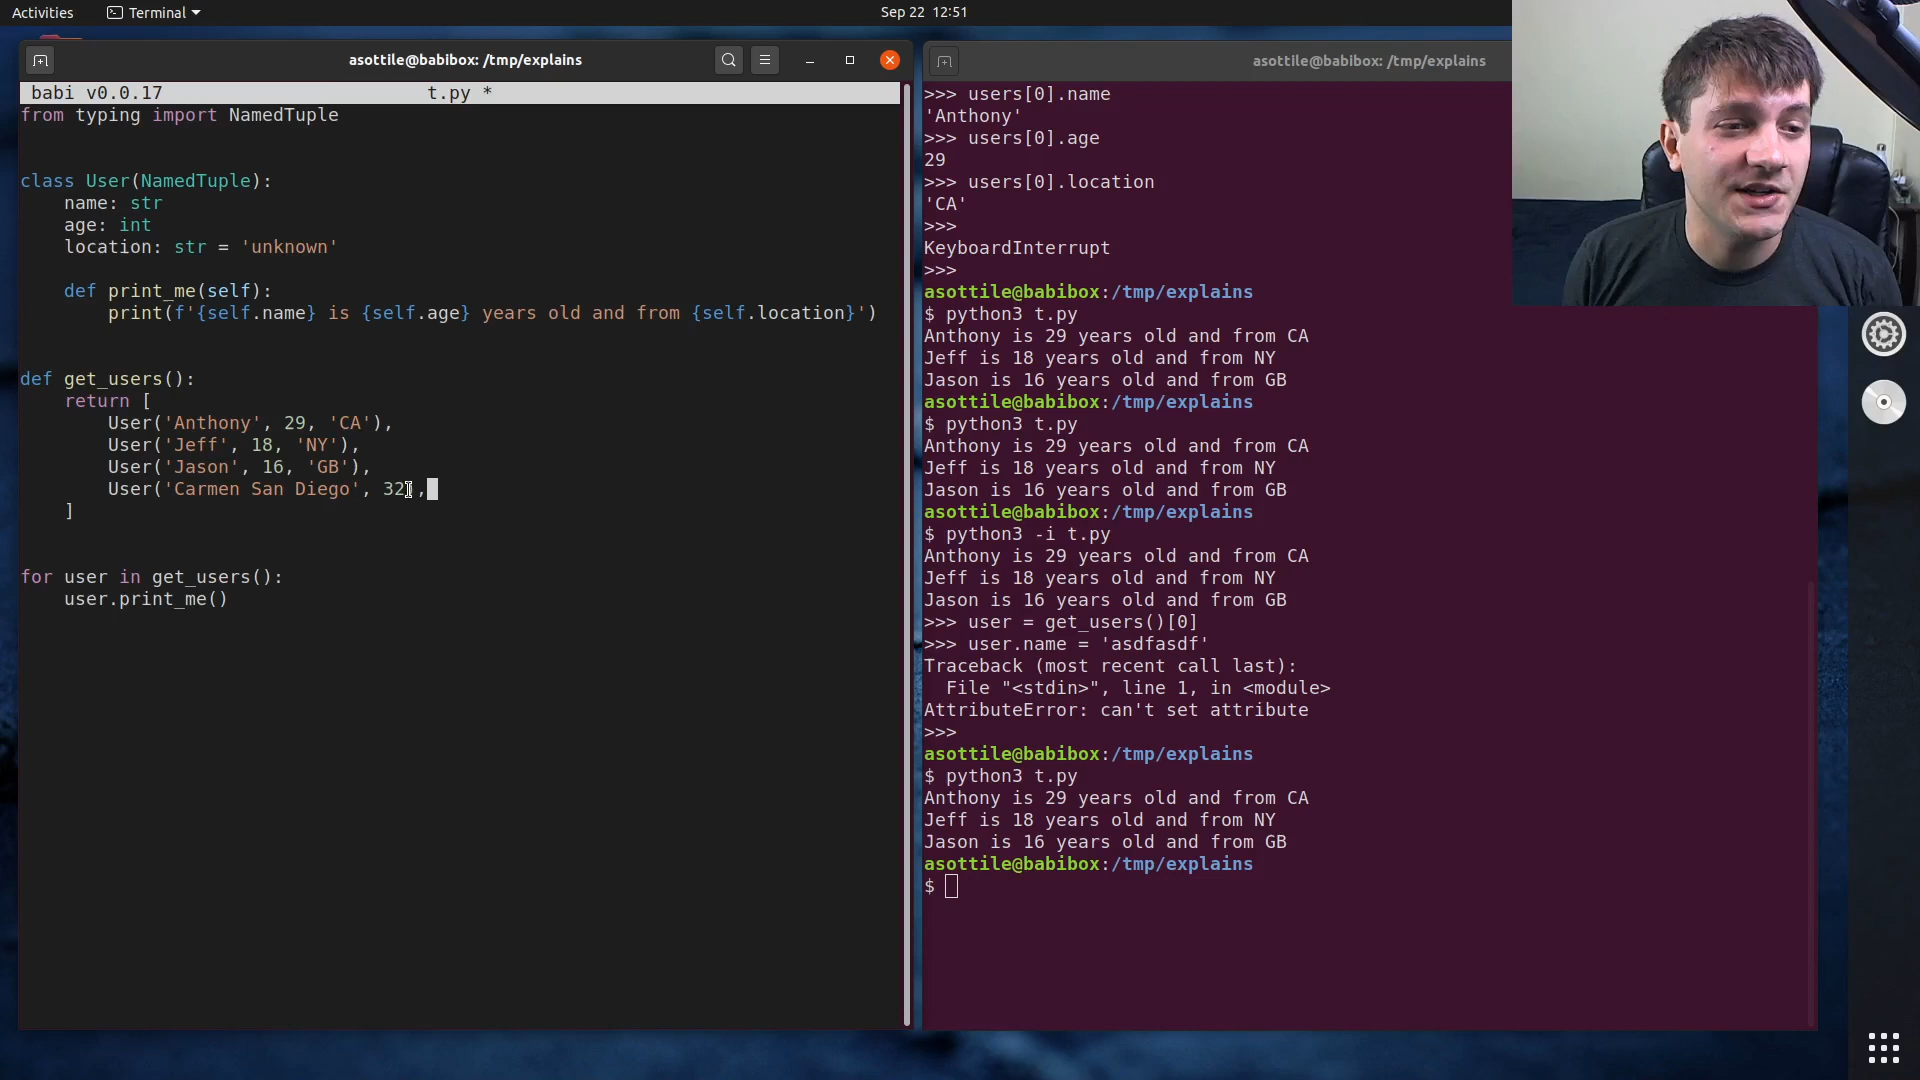 Activities
Terminal
Sep 22 12:51
asottile@babibox: /tmp/explains
babi v0.0.17 t.py *
from typing import NamedTuple
class User(NamedTuple):
name: str
age: int
location: str = 'unknown'
def print_me(self):
print(f'{self.name} is {self.age} years old and from {self.location}')
def get_users():
return [
User('Anthony', 29, 'CA'),
User('Jeff', 18, 'NY'),
User('Jason', 16, 'GB'),
User('Carmen San Diego', 32),
]
for user in get_users():
user.print_me()
asottile@babibox: /tmp/explains
>>> users[0].name
'Anthony'
>>> users[0].age
29
>>> users[0].location
'CA'
>>>
KeyboardInterrupt
>>>
asottile@babibox:/tmp/explains
$ python3 t.py
Anthony is 29 years old and from CA
Jeff is 18 years old and from NY
Jason is 16 years old and from GB
asottile@babibox:/tmp/explains
$ python3 t.py
Anthony is 29 years old and from CA
Jeff is 18 years old and from NY
Jason is 16 years old and from GB
asottile@babibox:/tmp/explains
$ python3 -i t.py
Anthony is 29 years old and from CA
Jeff is 18 years old and from NY
Jason is 16 years old and from GB
>>> user = get_users()[0]
>>> user.name = 'asdfasdf'
Traceback (most recent call last):
File "<stdin>", line 1, in <module>
AttributeError: can't set attribute
>>>
asottile@babibox:/tmp/explains
$ python3 t.py
Anthony is 29 years old and from CA
Jeff is 18 years old and from NY
Jason is 16 years old and from GB
asottile@babibox:/tmp/explains
$